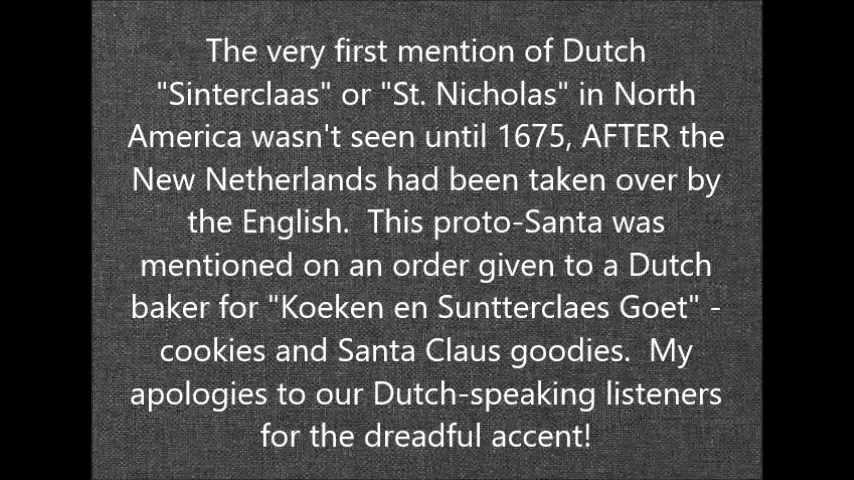 The very first mention of Dutch
"Sinterclaas" or "St. Nicholas" in North
America wasn't seen until 1675, AFTER the
New Netherlands had been taken over by
the English.  This proto-Santa was
mentioned on an order given to a Dutch
baker for "Koeken en Suntterclaes Goet" -
cookies and Santa Claus goodies.  My
apologies to our Dutch-speaking listeners
for the dreadful accent!